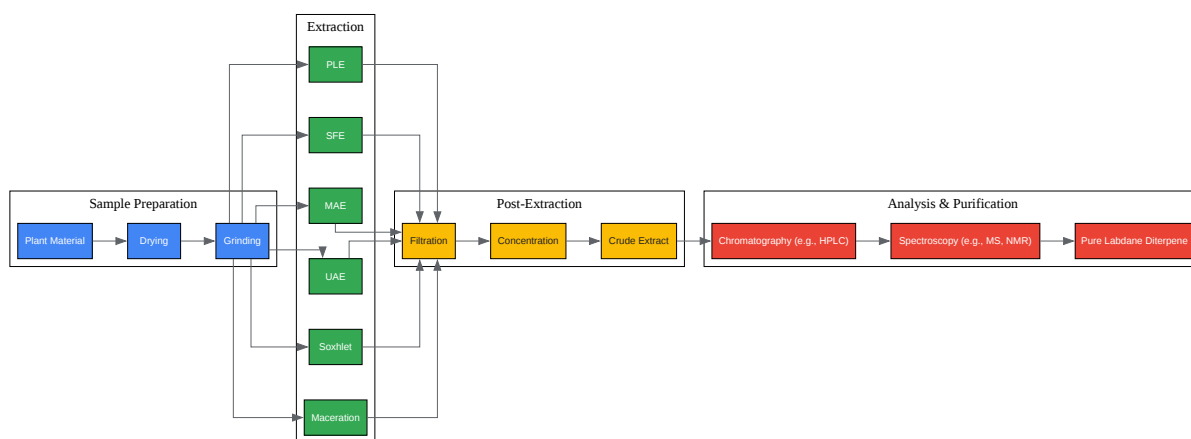 Extraction
PLE
SFE
MAE
UAE
Soxhlet
Maceration
Sample Preparation
Plant Material
Drying
Grinding
Post-Extraction
Filtration
Concentration
Crude Extract
Analysis & Purification
Chromatography (e.g., HPLC)
Spectroscopy (e.g., MS, NMR)
Pure Labdane Diterpene